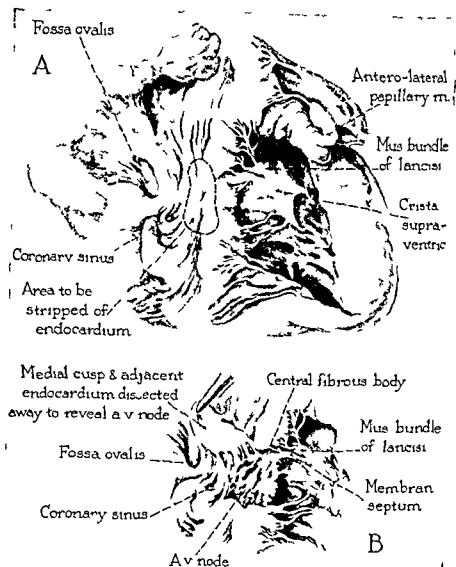 Fossa ovalis
A
Antero-lateral
papillary m.
Mus bundle
of lancisi
Crista
supra-
ventric
Coronary sinus
Area to be
stripped of
endocardium
Medial cusp & adjacent
endocardium dissected
away to reveal a v node
Central fibrous body
Mus bundle
of lancisi
Fossa ovalis
Membran
septum
Coronary sinus
A v node
B